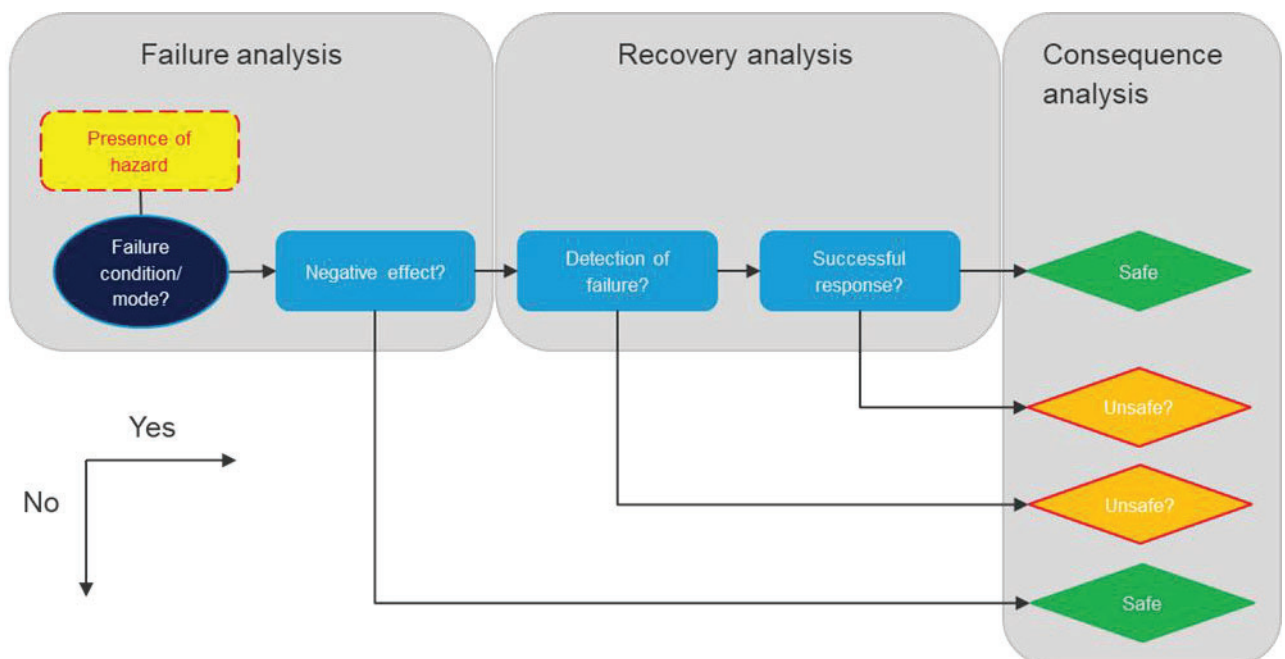 Failure analysis
Recovery analysis
Consequence
analysis
Presence of
hazard
Failure
condition/
mode?
Negative effect?
Detection of
failure?
Successful
response?
Safe
Unsafe?
Unsafe?
Safe
Yes
No